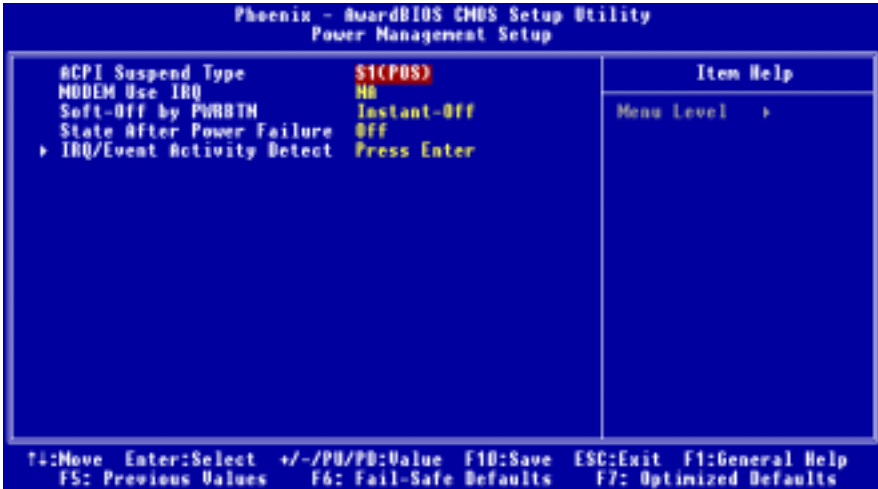 Phoenix - AwardBIOS CMOS Setup Utility
Power Management Setup
ACPI Suspend Type S1(POS)
MODEM Use IRQ NA
Soft-Off by PWRBTN Instant-Off
State After Power Failure Off
▸ IRQ/Event Activity Detect Press Enter
Item Help
Menu Level ▸
↑↓:Move Enter:Select +/-/PU/PD:Value F10:Save ESC:Exit F1:General Help
F5: Previous Values F6: Fail-Safe Defaults F7: Optimized Defaults